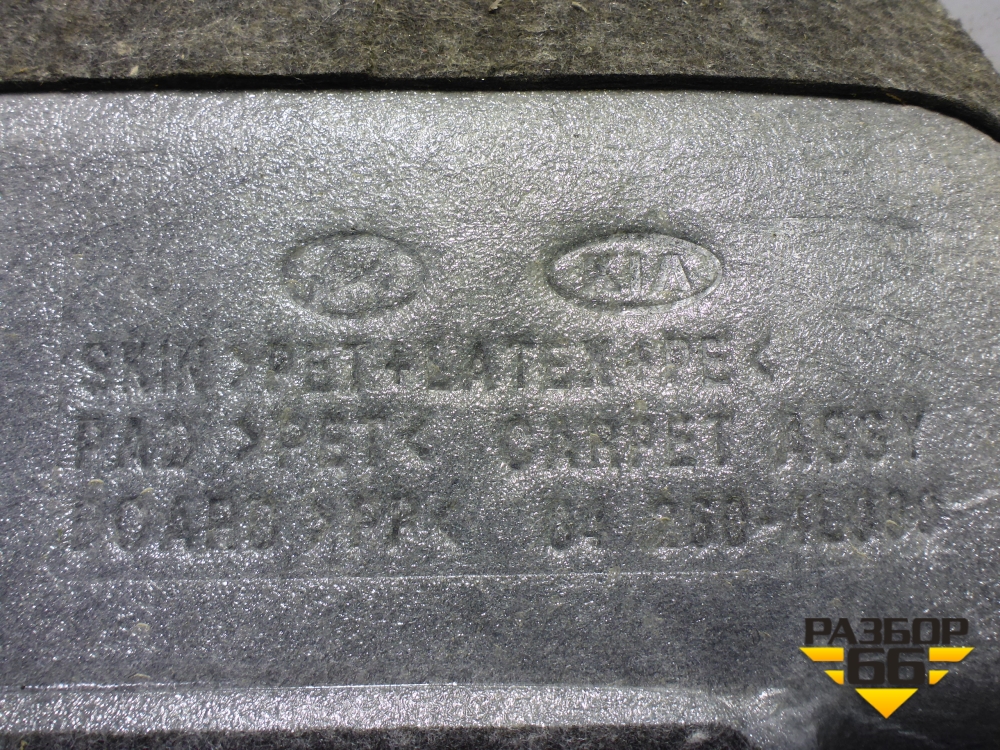 KIA
SKIN >PET+LATEX+PE<
PAD >PET< CARPET ASSY
BOARD >PP<
РАЗБОР
66